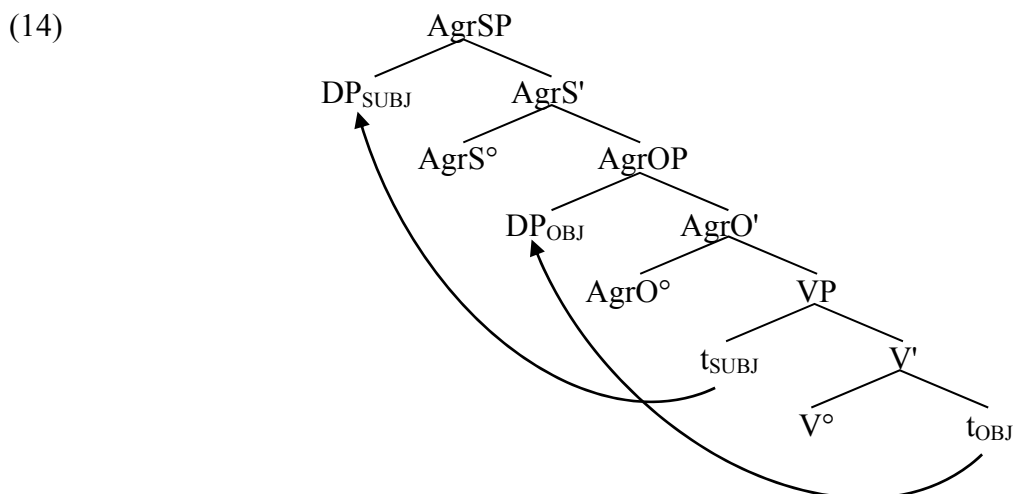 (14) AgrSP
DP_SUBJ AgrS'
AgrS° AgrOP
DP_OBJ AgrO'
AgrO° VP
t_SUBJ V'
V° t_OBJ